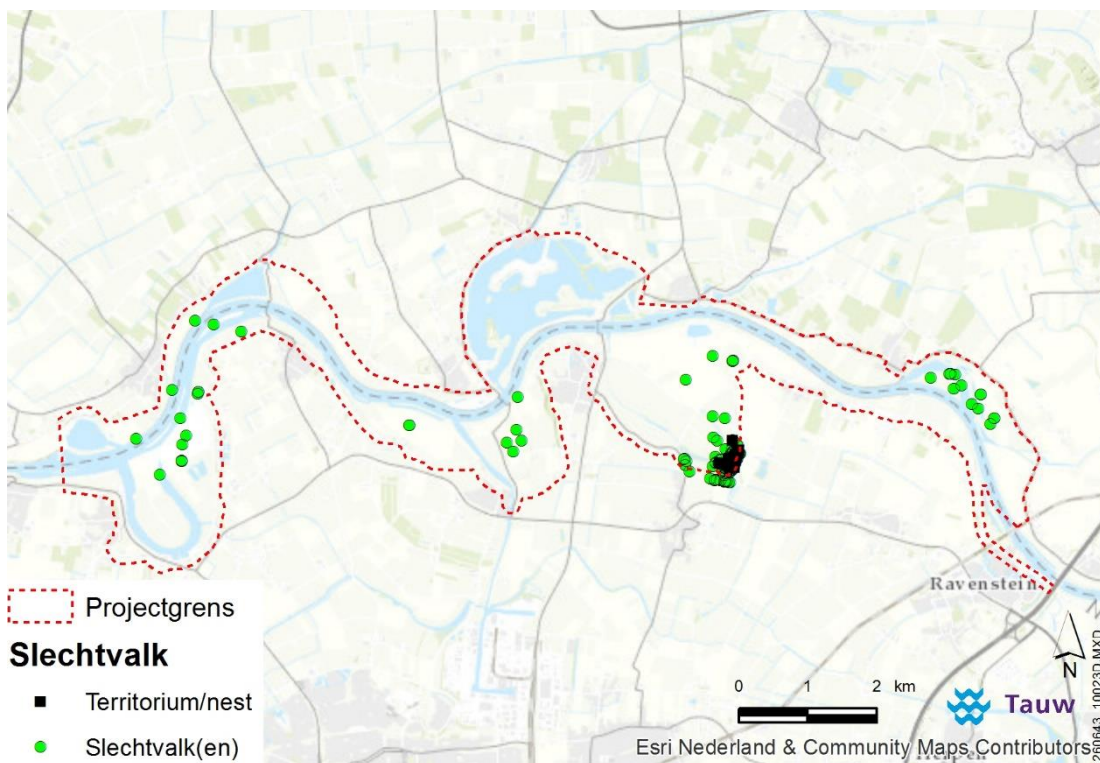 Ravenstein
Projectgrens
Slechtvalk
Territorium/nest
Slechtvalk(en)
0 1 2 km
N
Tauw
Esri Nederland & Community Maps Contributors